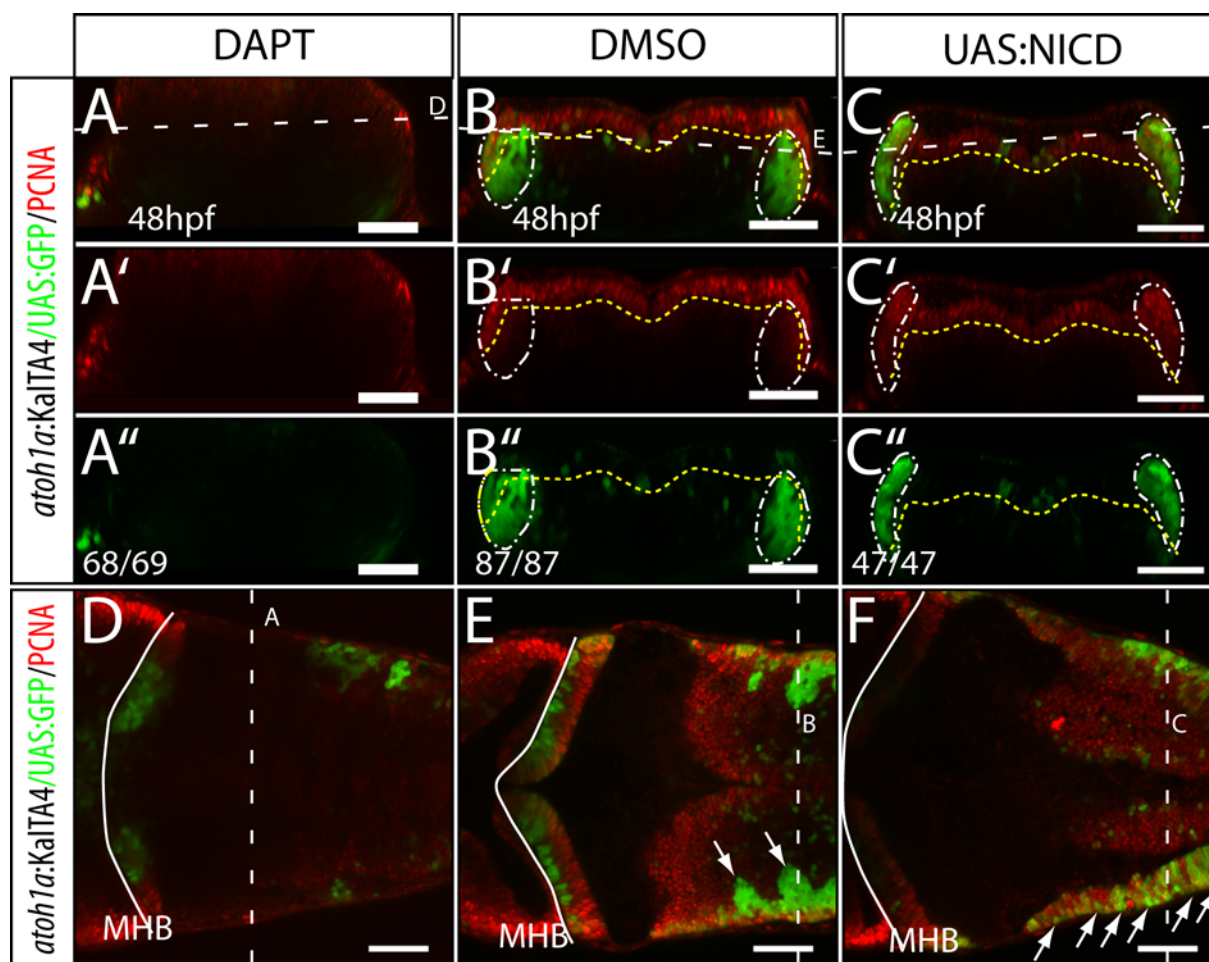 DAPT
DMSO
UAS:NICD
atoh1a:KalTA4/UAS:GFP/PCNA
A
D
48hpf
B
E
48hpf
C
48hpf
A'
B'
C'
A"
68/69
B"
87/87
C"
47/47
atoh1a:KalTA4/UAS:GFP/PCNA
D
A
MHB
E
B
MHB
F
C
MHB